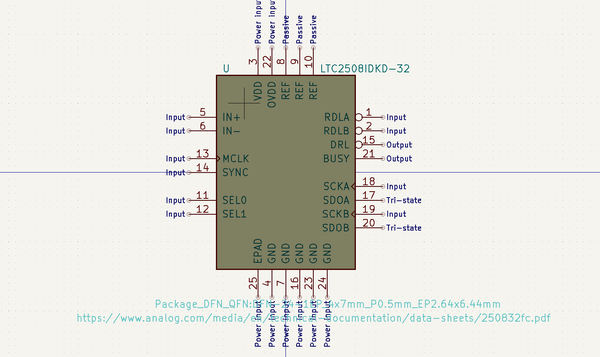 Power input Power input Passive Passive Passive
3 22 8 9 10
U LTC2508IDKD-32
VDD OVDD REF REF REF
Input 5 IN+ RDLA 1 Input
Input 6 IN- RDLB 2 Input
DRL 15 Output
Input 13 MCLK BUSY 21 Output
Input 14 SYNC
SCKA 18 Input
Input 11 SEL0 SDOA 17 Tri-state
Input 12 SEL1 SCKB 19 Input
SDOB 20 Tri-state
EPAD GND GND GND GND GND
25 4 7 16 23 24
Package_DFN_QFN: 7mm_P0.5mm_EP2.64x6.44mm
https://www.analog.com/media/en/technical-documentation/data-sheets/250832fc.pdf
Power input Power input Power input Power input Power input Power input